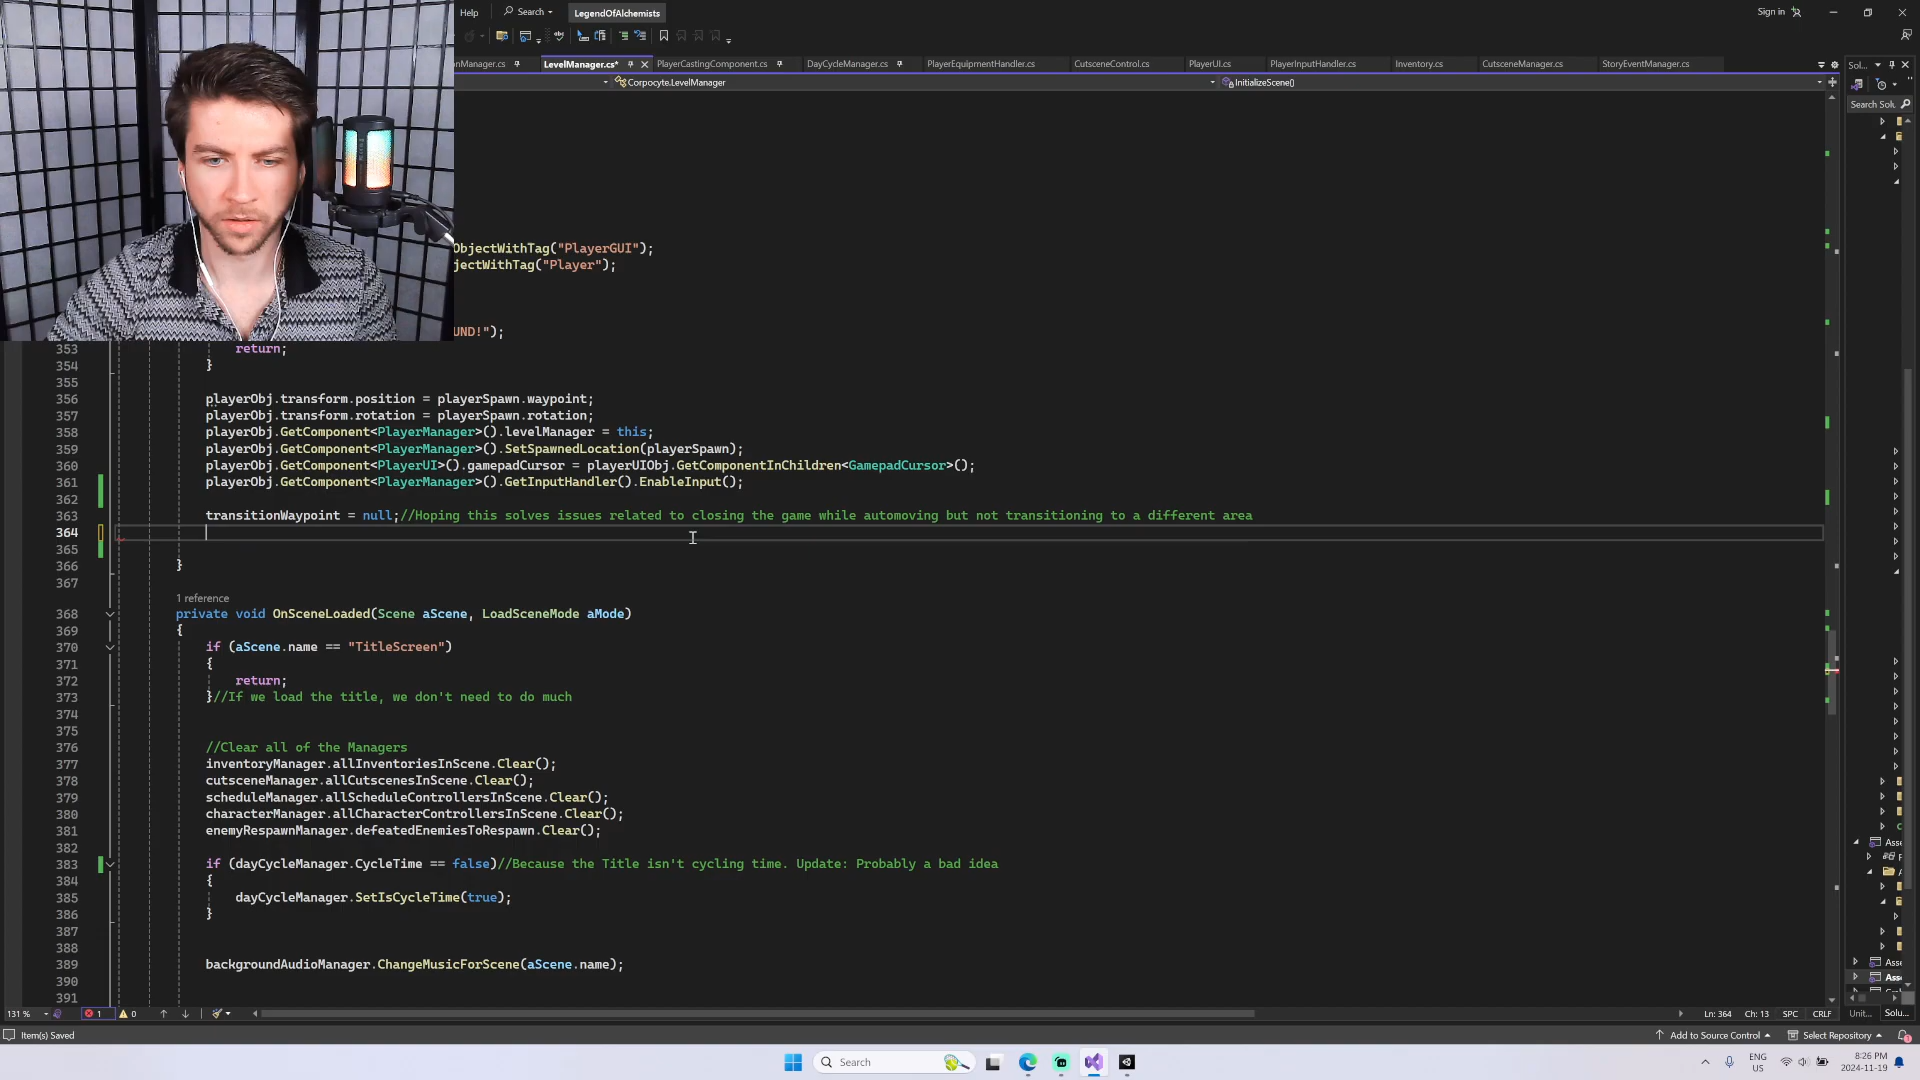 Help
Search
LegendOfAlchemists
Sign in
nManager.cs
LevelManager.cs*
PlayerCastingComponent.cs
DayCycleManager.cs
PlayerEquipmentHandler.cs
CutsceneControl.cs
PlayerUI.cs
PlayerInputHandler.cs
Inventory.cs
CutsceneManager.cs
StoryEventManager.cs
Sol...
Corpocyte.LevelManager
InitializeScene()
Search Solu
ObjectWithTag("PlayerGUI");
jectWithTag("Player");
UND!");
353 return;
354 }
355
356 playerObj.transform.position = playerSpawn.waypoint;
357 playerObj.transform.rotation = playerSpawn.rotation;
358 playerObj.GetComponent<PlayerManager>().levelManager = this;
359 playerObj.GetComponent<PlayerManager>().SetSpawnedLocation(playerSpawn);
360 playerObj.GetComponent<PlayerUI>().gamepadCursor = playerUIObj.GetComponentInChildren<GamepadCursor>();
361 playerObj.GetComponent<PlayerManager>().GetInputHandler().EnableInput();
362
363 transitionWaypoint = null;//Hoping this solves issues related to closing the game while automoving but not transitioning to a different area
364
365
366 }
367
1 reference
368 private void OnSceneLoaded(Scene aScene, LoadSceneMode aMode)
369 {
370 if (aScene.name == "TitleScreen")
371 {
372 return;
373 }//If we load the title, we don't need to do much
374
375
376 //Clear all of the Managers
377 inventoryManager.allInventoriesInScene.Clear();
378 cutsceneManager.allCutscenesInScene.Clear();
379 scheduleManager.allScheduleControllersInScene.Clear();
380 characterManager.allCharacterControllersInScene.Clear();
381 enemyRespawnManager.defeatedEnemiesToRespawn.Clear();
382
383 if (dayCycleManager.CycleTime == false)//Because the Title isn't cycling time. Update: Probably a bad idea
384 {
385 dayCycleManager.SetIsCycleTime(true);
386 }
387
388
389 backgroundAudioManager.ChangeMusicForScene(aScene.name);
390
391
Asse
Asse
Asse
131 %
1
0
Ln: 364
Ch: 13
SPC
CRLF
Unit...
Solu...
Item(s) Saved
Add to Source Control
Select Repository
Search
ENG
US
8:26 PM
2024-11-19